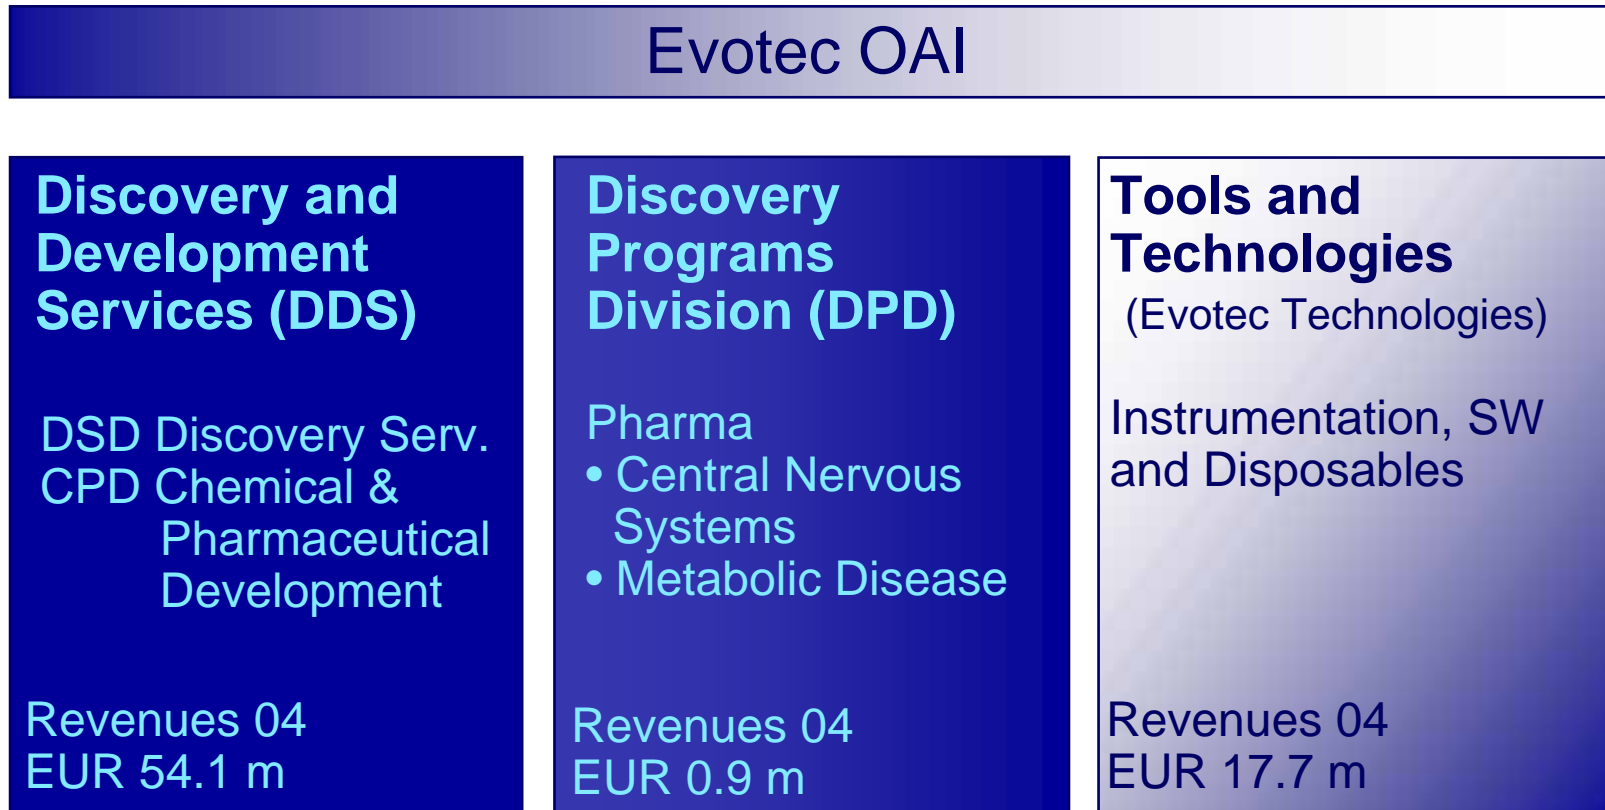 Evotec OAI
Discovery and
Development
Services (DDS)
DSD Discovery Serv.
CPD Chemical &
Pharmaceutical
Development
Revenues 04
EUR 54.1 m
Discovery
Programs
Division (DPD)
Pharma
• Central Nervous
Systems
• Metabolic Disease
Revenues 04
EUR 0.9 m
Tools and
Technologies
(Evotec Technologies)
Instrumentation, SW
and Disposables
Revenues 04
EUR 17.7 m